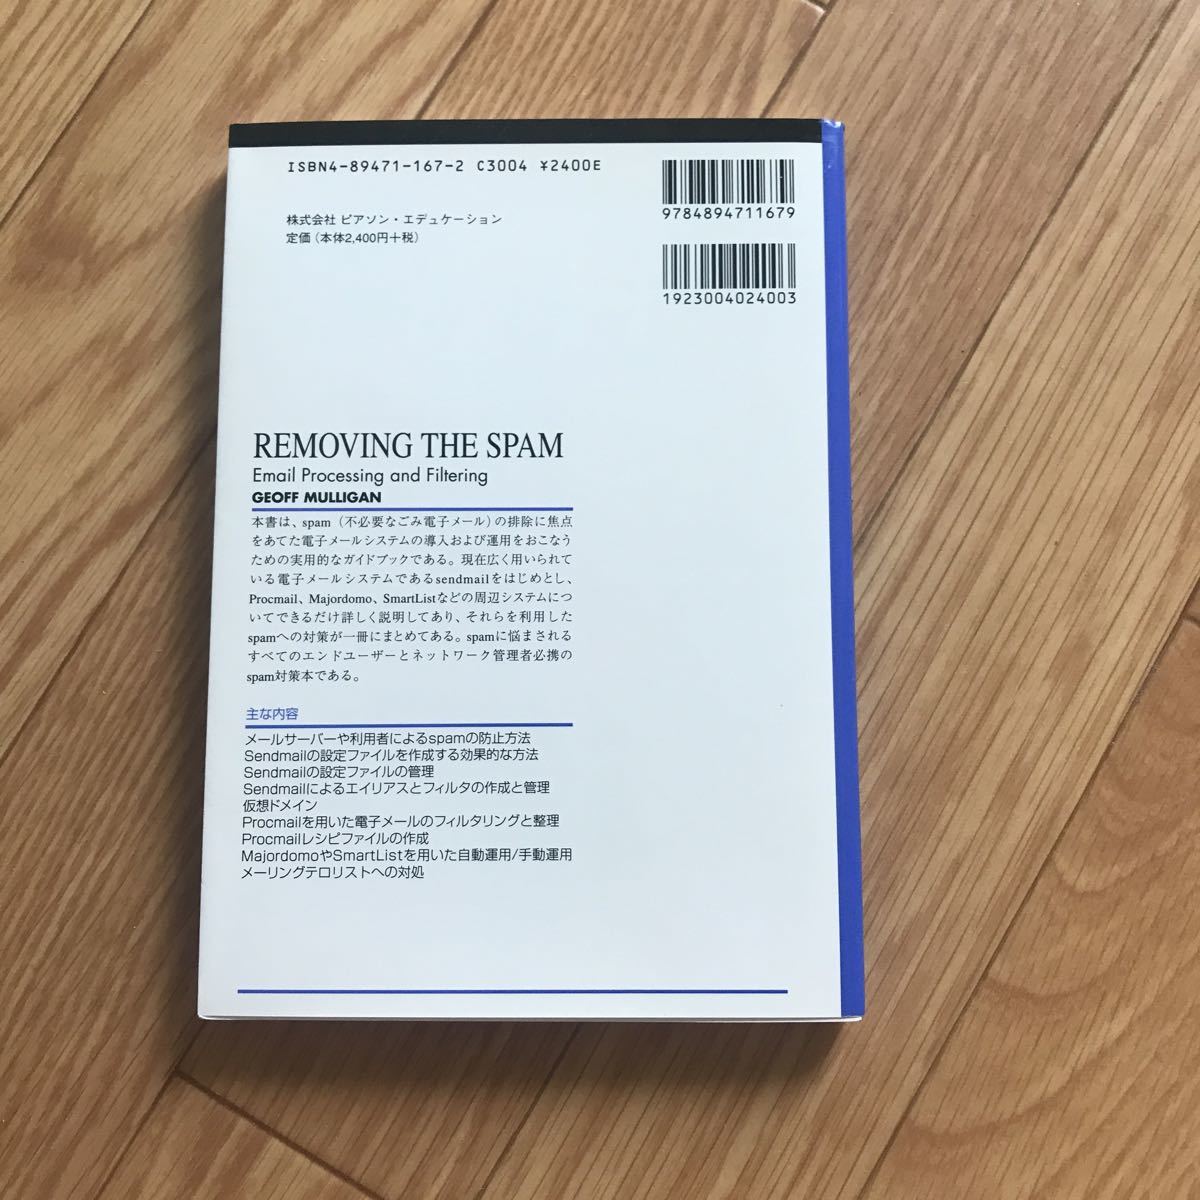 ISBN4-89471-167-2 C3004 ¥2400E
9784894711679
株式会社 ピアソン・エデュケーション
定価(本体2,400円+税)
1923004024003
REMOVING THE SPAM
Email Processing and Filtering
GEOFF MULLIGAN
本書は、spam(不必要なごみ電子メール)の排除に焦点
をあてた電子メールシステムの導入および運用をおこなう
ための実用的なガイドブックである。現在広く用いられて
いる電子メールシステムであるsendmailをはじめとし、
Procmail、Majordomo、SmartListなどの周辺システムにつ
いてできるだけ詳しく説明してあり、それらを利用した
spamへの対策が一冊にまとめてある。spamに悩まされる
すべてのエンドユーザーとネットワーク管理者必携の
spam対策本である。
主な内容
メールサーバーや利用者によるspamの防止方法
Sendmailの設定ファイルを作成する効果的な方法
Sendmailの設定ファイルの管理
Sendmailによるエイリアスとフィルタの作成と管理
仮想ドメイン
Procmailを用いた電子メールのフィルタリングと整理
Procmailレシピファイルの作成
MajordomoやSmartListを用いた自動運用/手動運用
メーリングテロリストへの対処